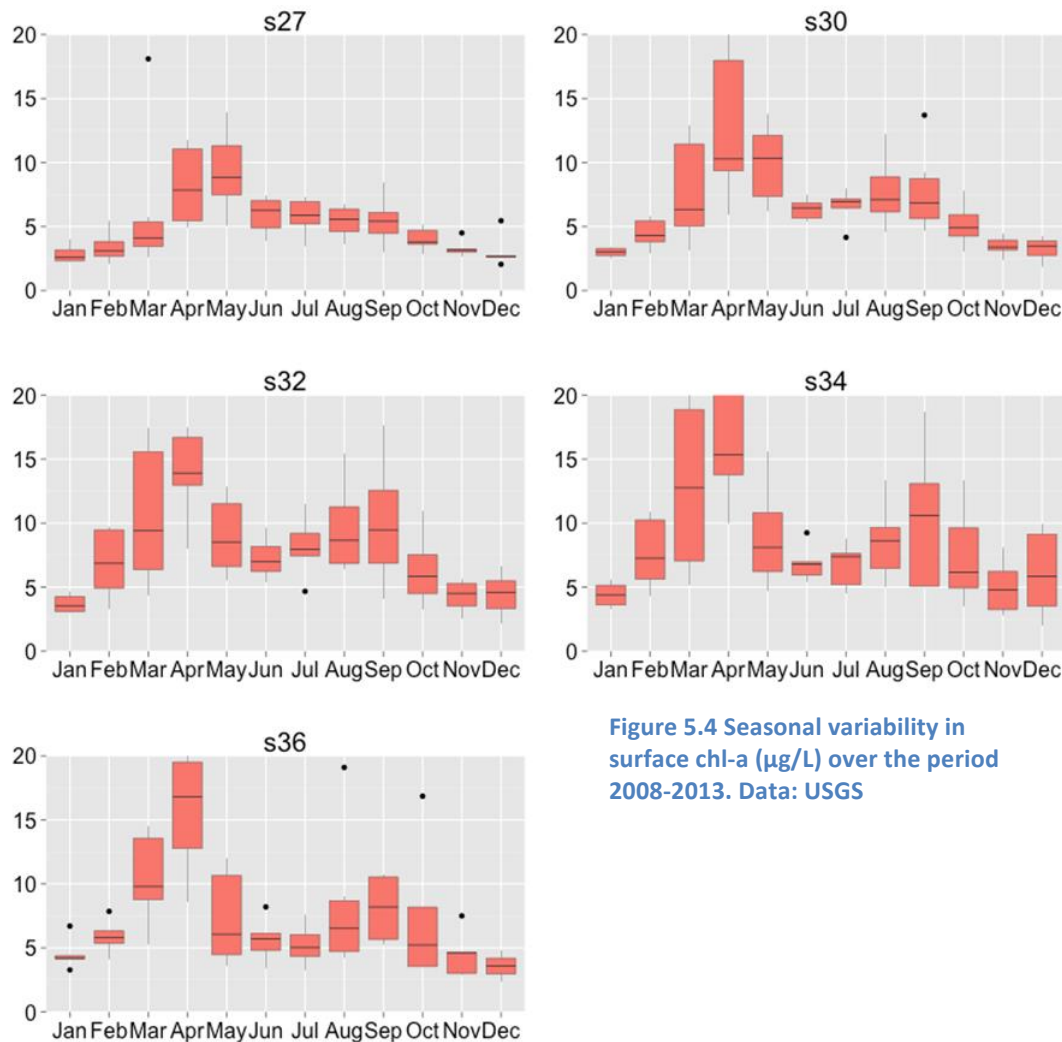 s27
20
15
10
5
0
Jan Feb Mar Apr May Jun Jul Aug Sep Oct Nov Dec
s30
20
15
10
5
0
Jan Feb Mar Apr May Jun Jul Aug Sep Oct Nov Dec
s32
20
15
10
5
0
Jan Feb Mar Apr May Jun Jul Aug Sep Oct Nov Dec
s34
20
15
10
5
0
Jan Feb Mar Apr May Jun Jul Aug Sep Oct Nov Dec
s36
20
15
10
5
0
Jan Feb Mar Apr May Jun Jul Aug Sep Oct Nov Dec
Figure 5.4 Seasonal variability in
surface chl-a (µg/L) over the period
2008-2013. Data: USGS